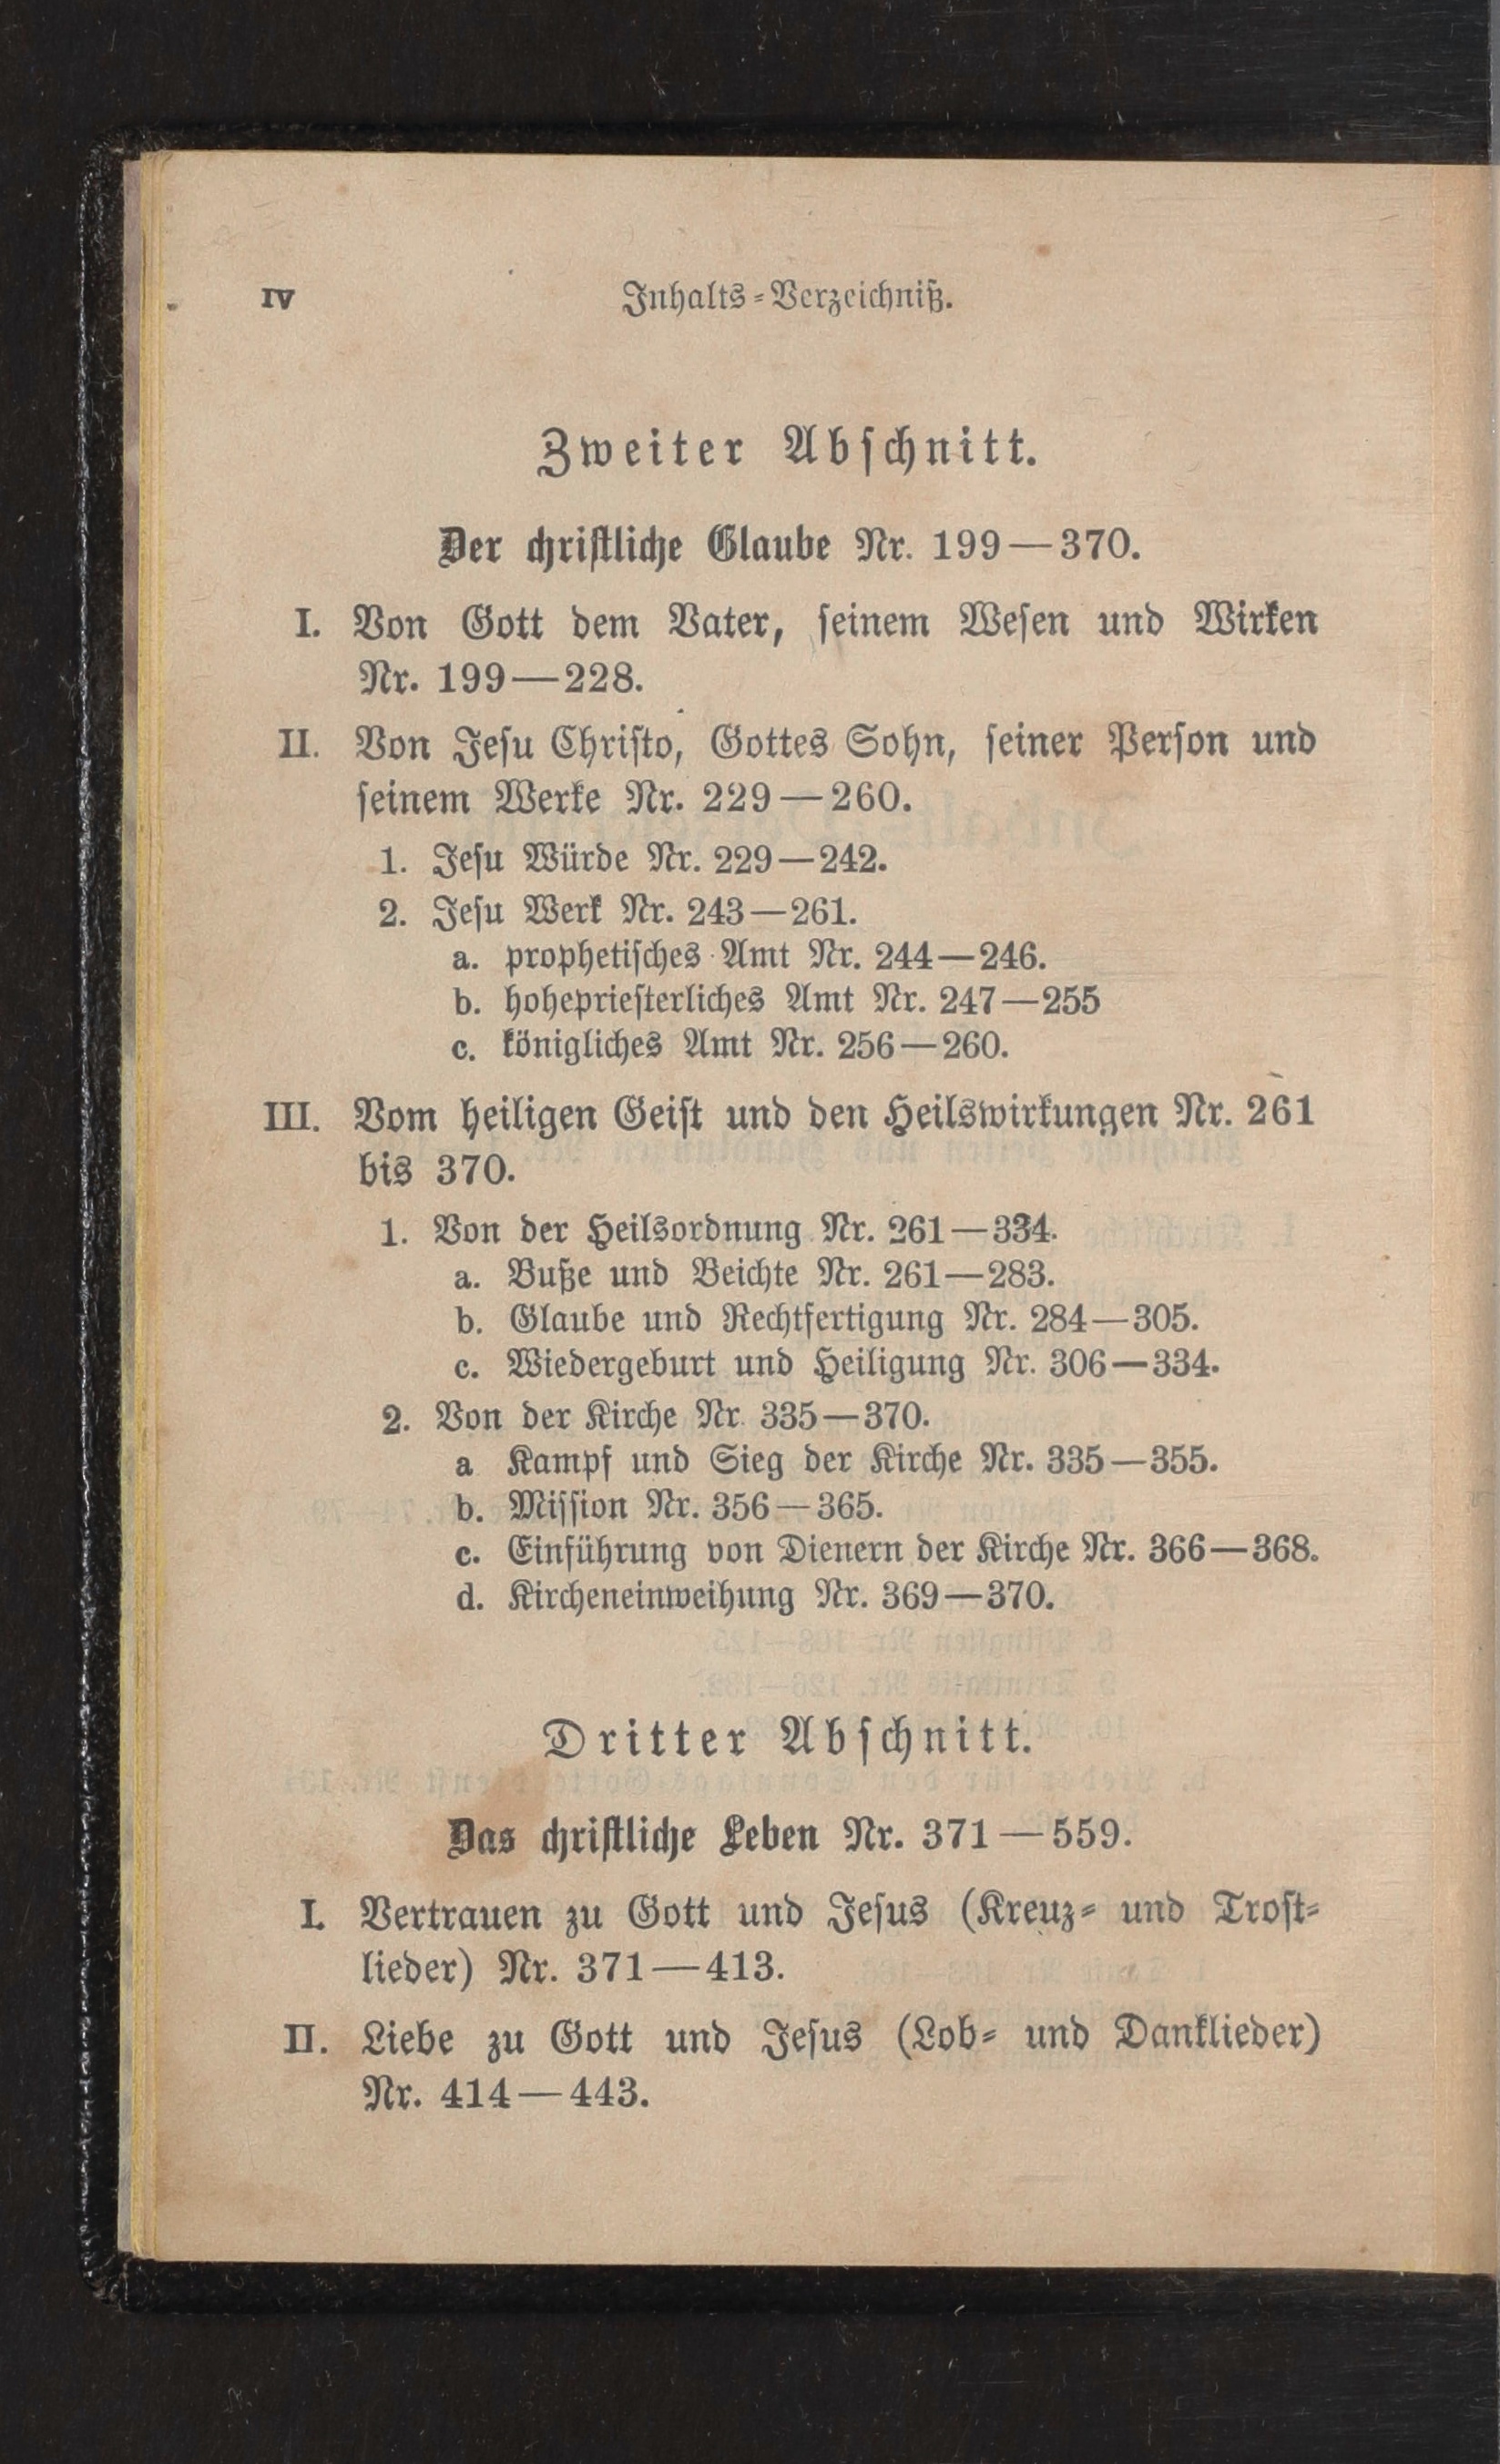 IV
Inhalts-Verzeichniß.
Zweiter Abschnitt.
Der christliche Glaube Nr. 199—370.
I. Von Gott dem Vater, seinem Wesen und Wirken
Nr. 199—228.
II. Von Jesu Christo, Gottes Sohn, seiner Person und
seinem Werke Nr. 229—260.
1. Jesu Würde Nr. 229—242.
2. Jesu Werk Nr. 243—261.
a. prophetisches Amt Nr. 244—246.
b. hohepriesterliches Amt Nr. 247—255
c. königliches Amt Nr. 256—260.
III. Vom heiligen Geist und den Heilswirkungen Nr. 261
bis 370.
1. Von der Heilsordnung Nr. 261—334.
a. Buße und Beichte Nr. 261—283.
b. Glaube und Rechtfertigung Nr. 284—305.
c. Wiedergeburt und Heiligung Nr. 306—334.
2. Von der Kirche Nr. 335—370.
a Kampf und Sieg der Kirche Nr. 335—355.
b. Mission Nr. 356—365.
c. Einführung von Dienern der Kirche Nr. 366—368.
d. Kircheneinweihung Nr. 369—370.
Dritter Abschnitt.
Das christliche Leben Nr. 371—559.
I. Vertrauen zu Gott und Jesus (Kreuz- und Trost-
lieder) Nr. 371—413.
II. Liebe zu Gott und Jesus (Lob- und Danklieder)
Nr. 414—443.